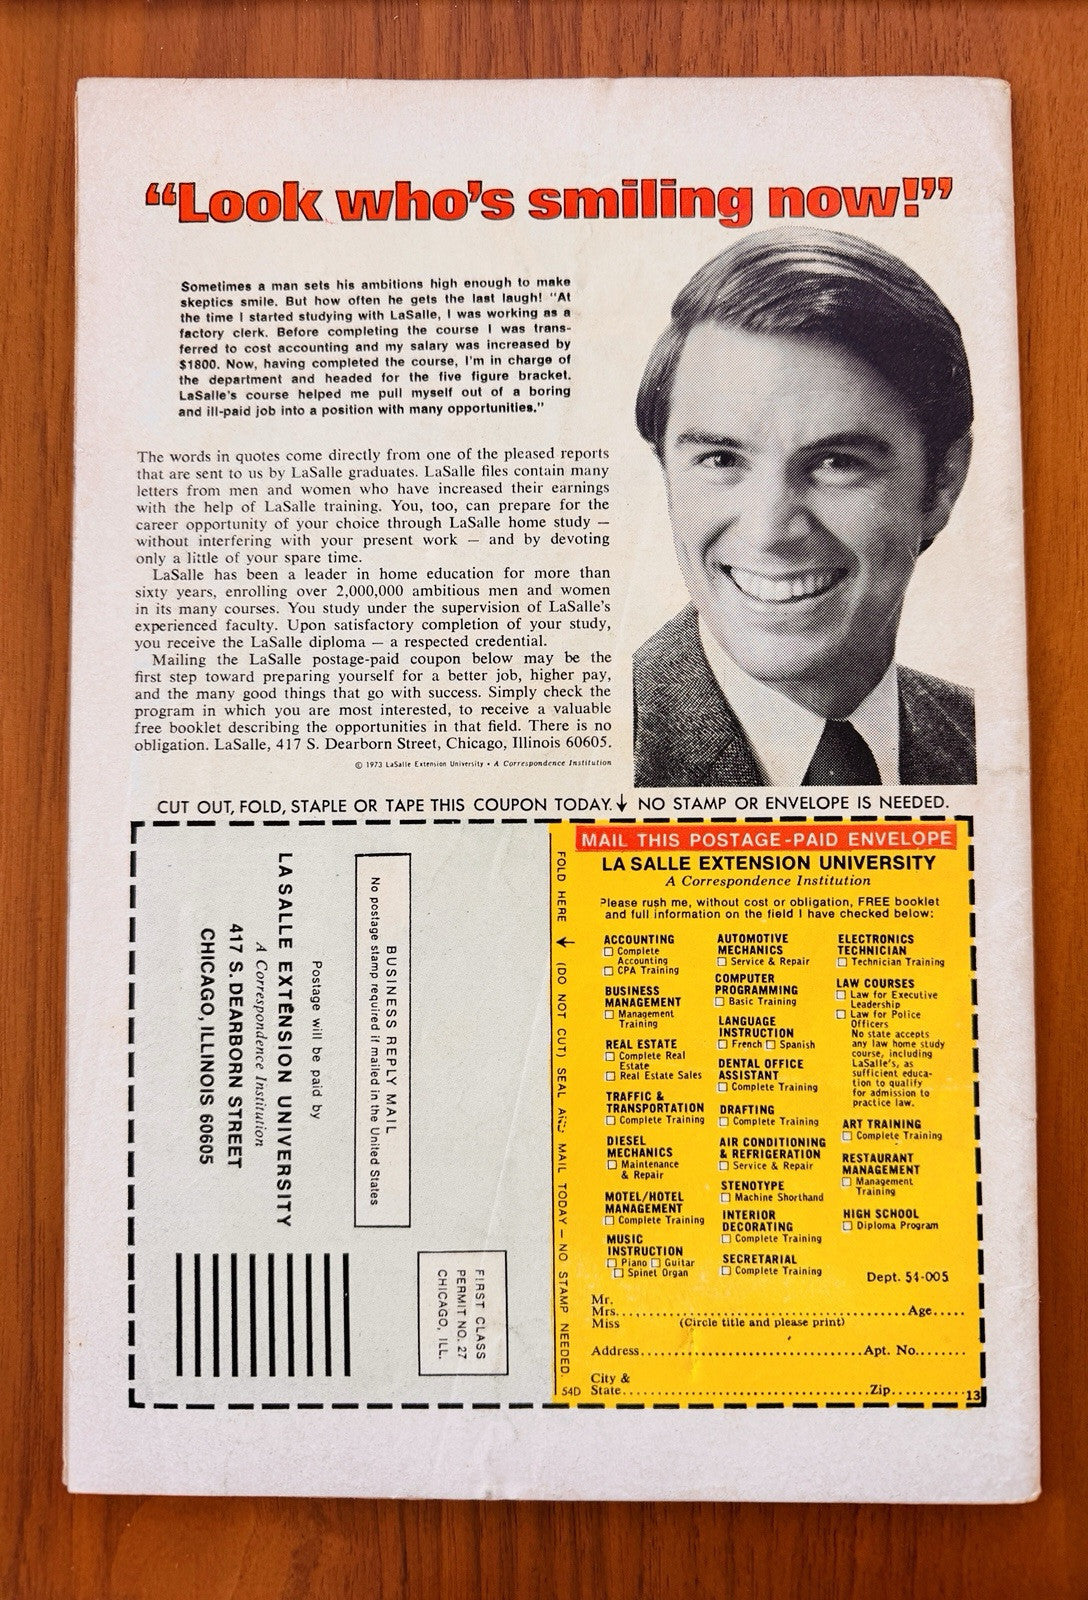 “Look who's smiling now!”
Sometimes a man sets his ambitions high enough to make
skeptics smile. But how often he gets the last laugh! "At
the time I started studying with LaSalle, I was working as a
factory clerk. Before completing the course I was trans-
ferred to cost accounting and my salary was increased by
$1800. Now, having completed the course, I'm in charge of
the department and headed for the five figure bracket.
LaSalle's course helped me pull myself out of a boring
and ill-paid job into a position with many opportunities."
The words in quotes come directly from one of the pleased reports
that are sent to us by LaSalle graduates. LaSalle files contain many
letters from men and women who have increased their earnings
with the help of LaSalle training. You, too, can prepare for the
career opportunity of your choice through LaSalle home study —
without interfering with your present work — and by devoting
only a little of your spare time.
LaSalle has been a leader in home education for more than
sixty years, enrolling over 2,000,000 ambitious men and women
in its many courses. You study under the supervision of LaSalle's
experienced faculty. Upon satisfactory completion of your study,
you receive the LaSalle diploma — a respected credential.
Mailing the LaSalle postage-paid coupon below may be the
first step toward preparing yourself for a better job, higher pay,
and the many good things that go with success. Simply check the
program in which you are most interested, to receive a valuable
free booklet describing the opportunities in that field. There is no
obligation. LaSalle, 417 S. Dearborn Street, Chicago, Illinois 60605.
© 1973 LaSalle Extension University • A Correspondence Institution
CUT OUT, FOLD, STAPLE OR TAPE THIS COUPON TODAY.↓ NO STAMP OR ENVELOPE IS NEEDED.
FIRST CLASS
PERMIT NO. 27
CHICAGO, ILL.
BUSINESS REPLY MAIL
No postage stamp required if mailed in the United States
Postage will be paid by
LA SALLE EXTENSION UNIVERSITY
A Correspondence Institution
417 S. DEARBORN STREET
CHICAGO, ILLINOIS 60605
FOLD HERE (DO NOT CUT) SEAL AND MAIL TODAY — NO STAMP NEEDED.
MAIL THIS POSTAGE-PAID ENVELOPE
LA SALLE EXTENSION UNIVERSITY
A Correspondence Institution
Please rush me, without cost or obligation, FREE booklet
and full information on the field I have checked below:
ACCOUNTING
☐ Complete
Accounting
☐ CPA Training
BUSINESS
MANAGEMENT
☐ Management
Training
REAL ESTATE
☐ Complete Real
Estate
☐ Real Estate Sales
TRAFFIC &
TRANSPORTATION
☐ Complete Training
DIESEL
MECHANICS
☐ Maintenance
& Repair
MOTEL/HOTEL
MANAGEMENT
☐ Complete Training
MUSIC
INSTRUCTION
☐ Piano ☐ Guitar
☐ Spinet Organ
AUTOMOTIVE
MECHANICS
☐ Service & Repair
COMPUTER
PROGRAMMING
☐ Basic Training
LANGUAGE
INSTRUCTION
☐ French ☐ Spanish
DENTAL OFFICE
ASSISTANT
☐ Complete Training
DRAFTING
☐ Complete Training
AIR CONDITIONING
& REFRIGERATION
☐ Service & Repair
STENOTYPE
☐ Machine Shorthand
INTERIOR
DECORATING
☐ Complete Training
SECRETARIAL
☐ Complete Training
ELECTRONICS
TECHNICIAN
☐ Technician Training
LAW COURSES
☐ Law for Executive
Leadership
☐ Law for Police
Officers
No state accepts
any law home study
course, including
LaSalle's, as
sufficient educa-
tion to qualify
for admission to
practice law.
ART TRAINING
☐ Complete Training
RESTAURANT
MANAGEMENT
☐ Management
Training
HIGH SCHOOL
☐ Diploma Program
Dept. 54-005
Mr.
Mrs. Age
Miss (Circle title and please print)
Address Apt. No.
City &
54D State Zip 13